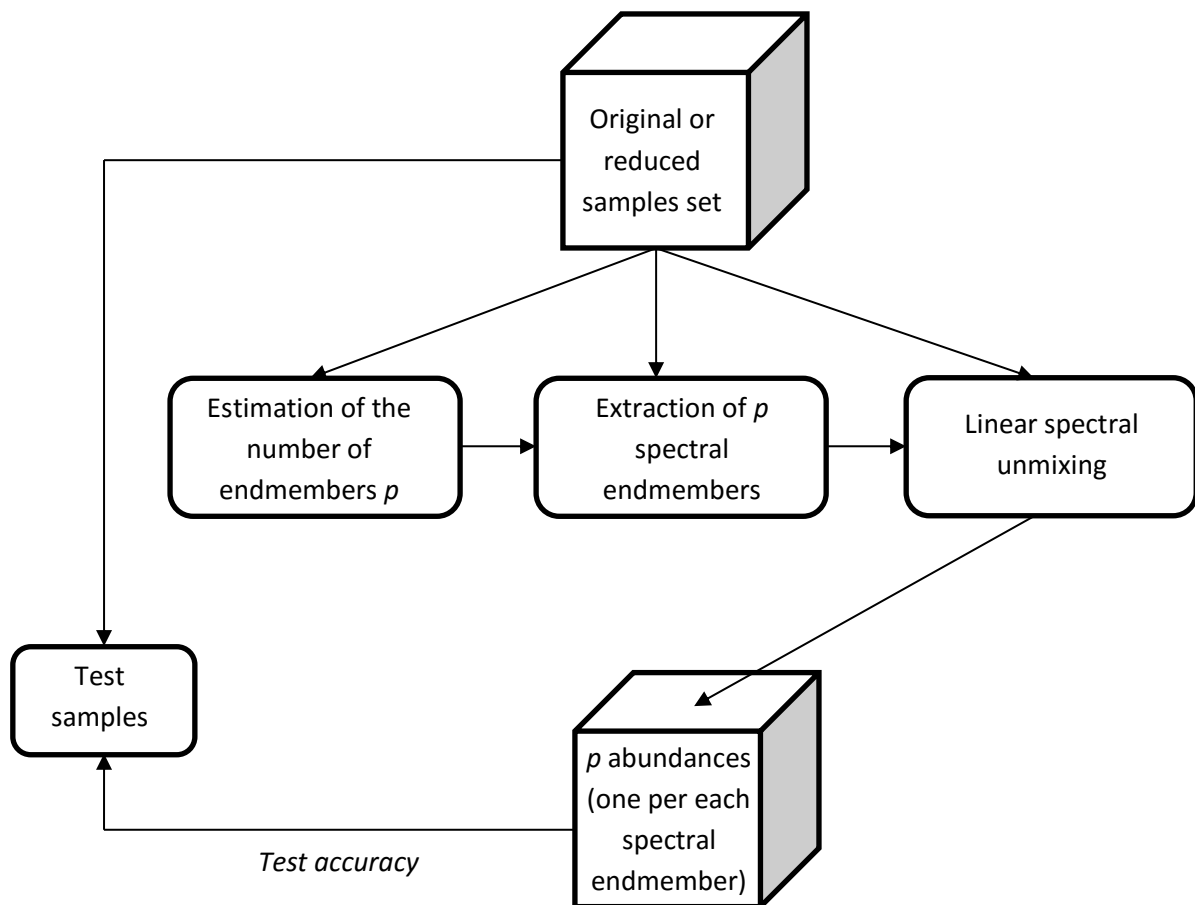 Original or
reduced
samples set
Estimation of the
number of
endmembers p
Extraction of p
spectral
endmembers
Linear spectral
unmixing
Test
samples
p abundances
(one per each
spectral
endmember)
Test accuracy